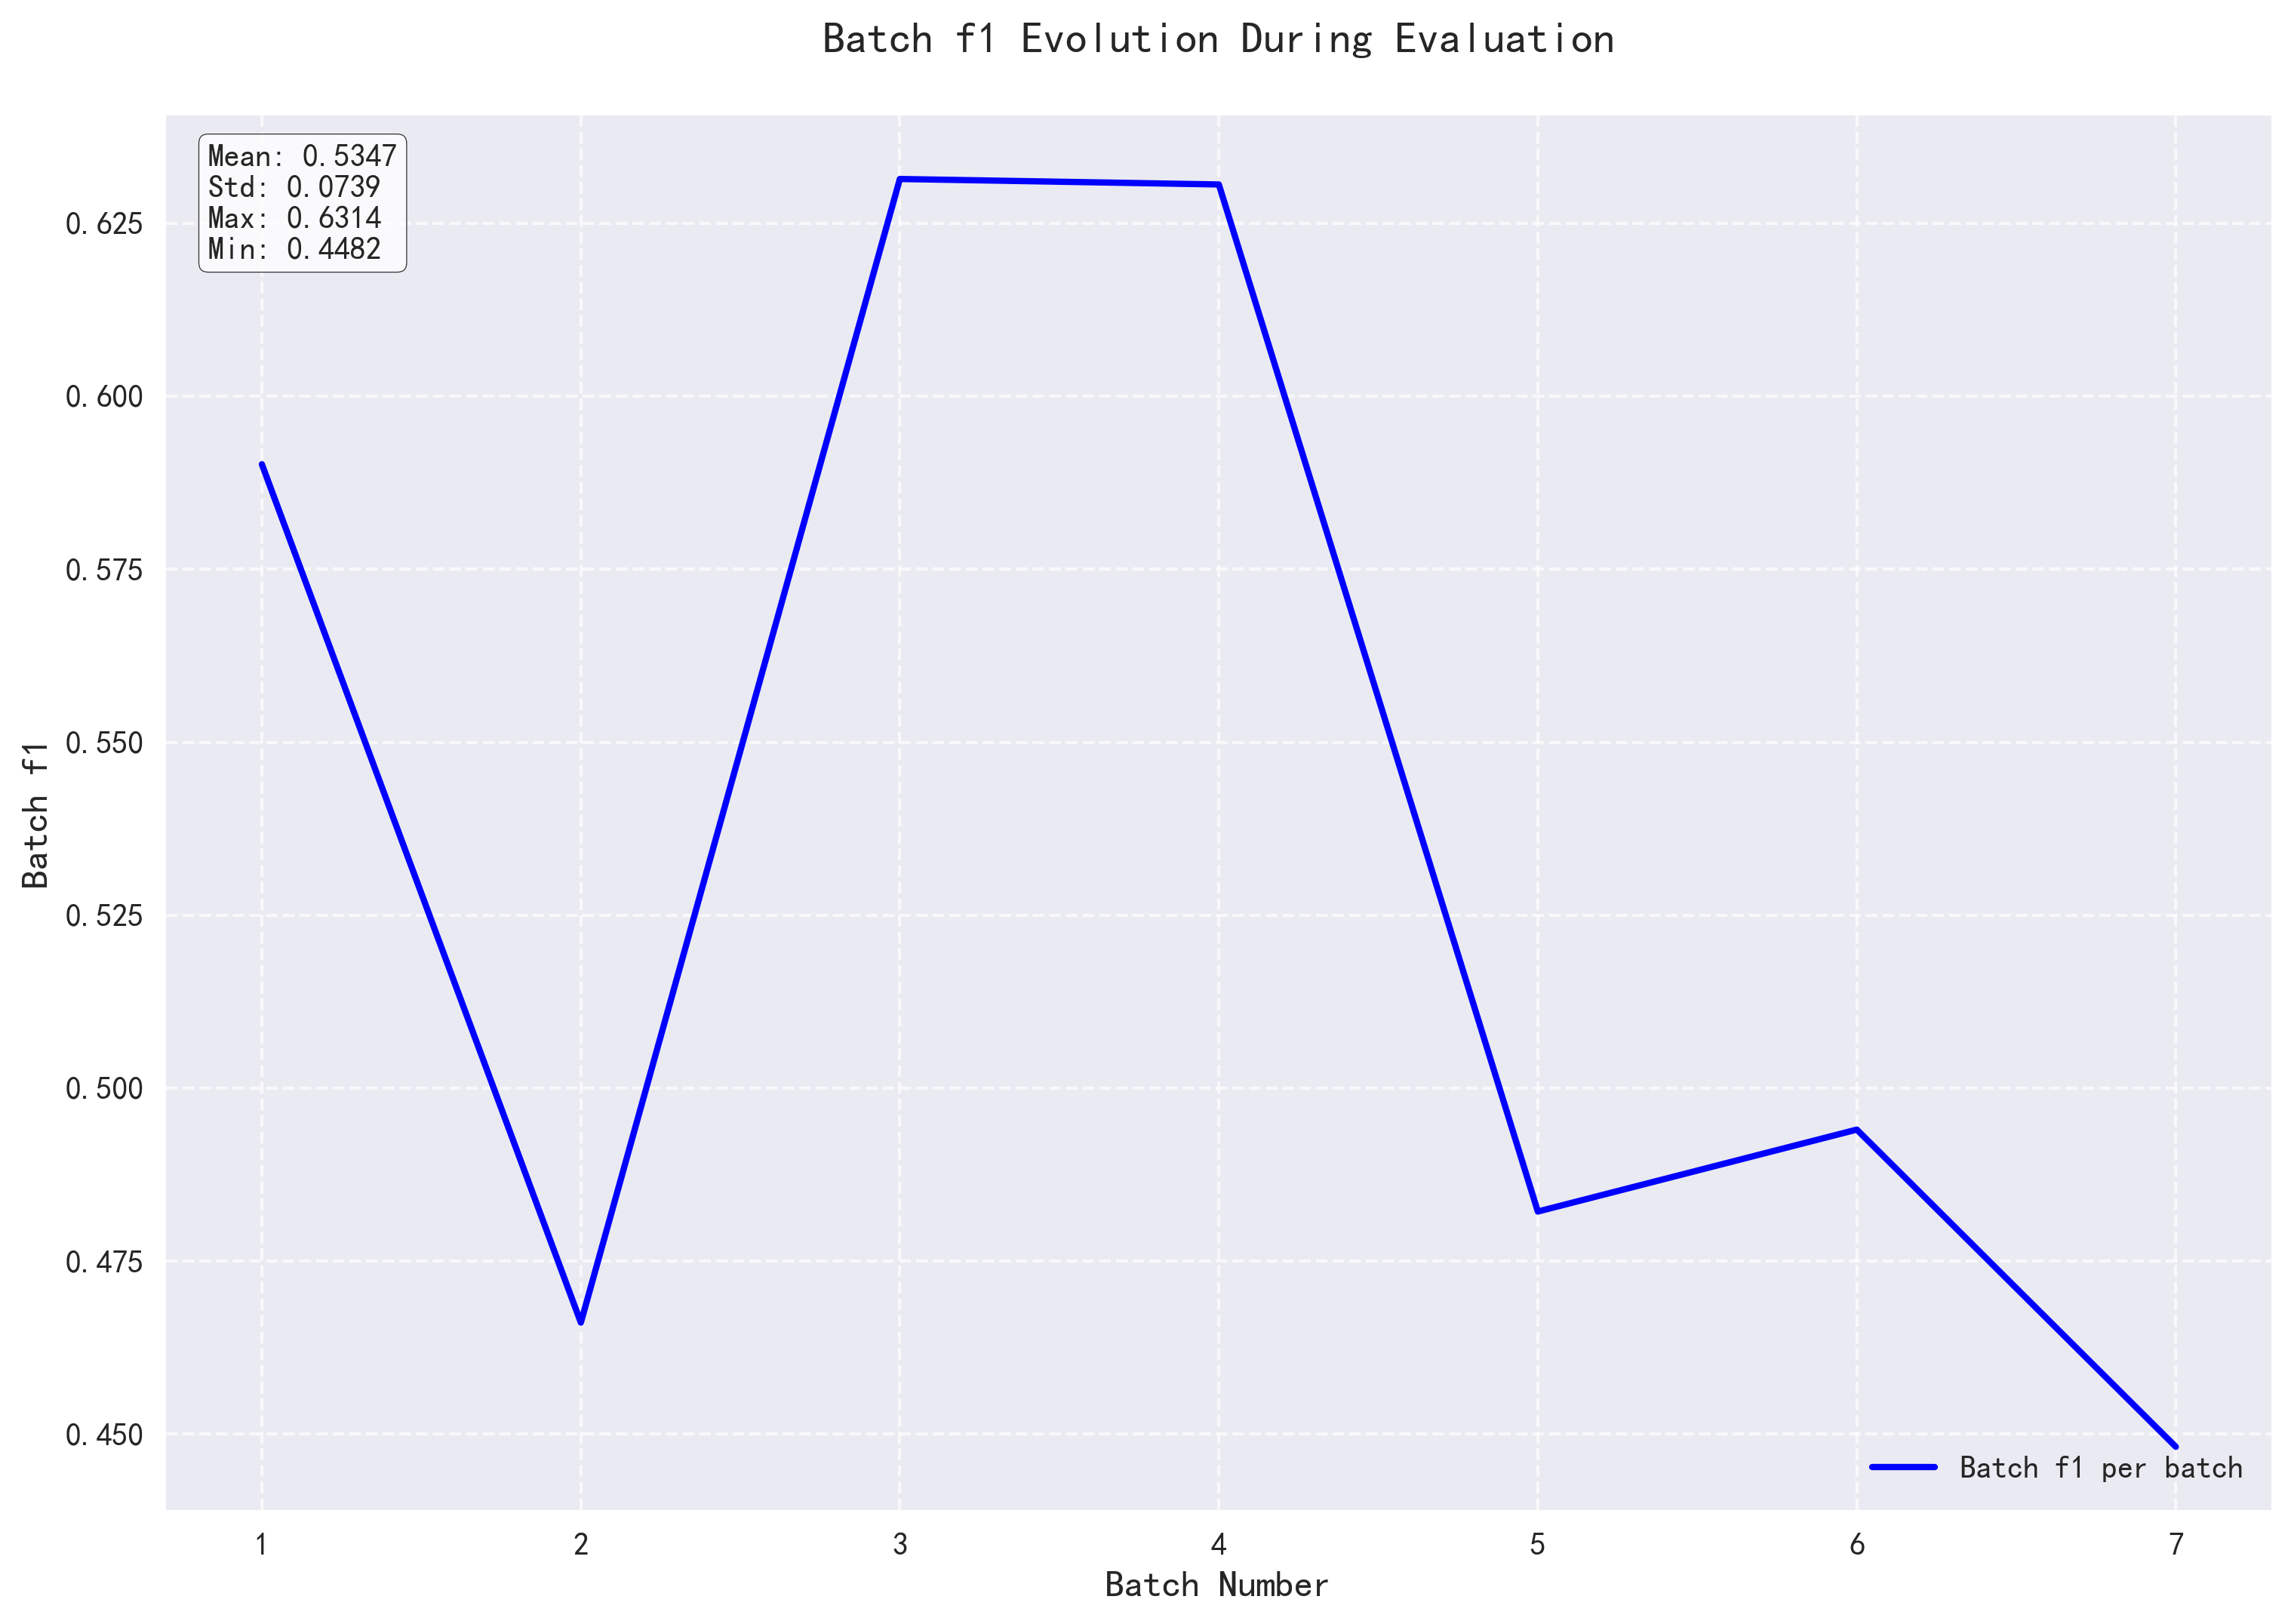 Batch f1 Evolution During Evaluation
Mean: 0.5347
Std: 0.0739
Max: 0.6314
Min: 0.4482
0.625
0.600
0.575
0.550
0.525
0.500
0.475
0.450
Batch f1
Batch f1 per batch
1 2 3 4 5 6 7
Batch Number